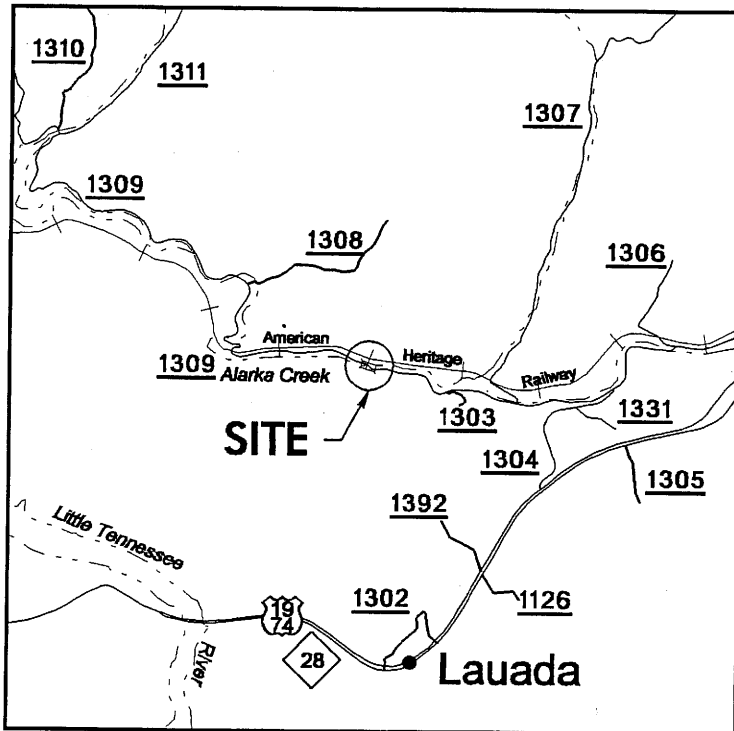 1310
1311
1307
1309
1308
1306
American
Heritage
Railway
1309
Alarka Creek
1303
1331
SITE
1304
1305
1392
Little Tennessee
River
1302
1126
19
74
28
Lauada